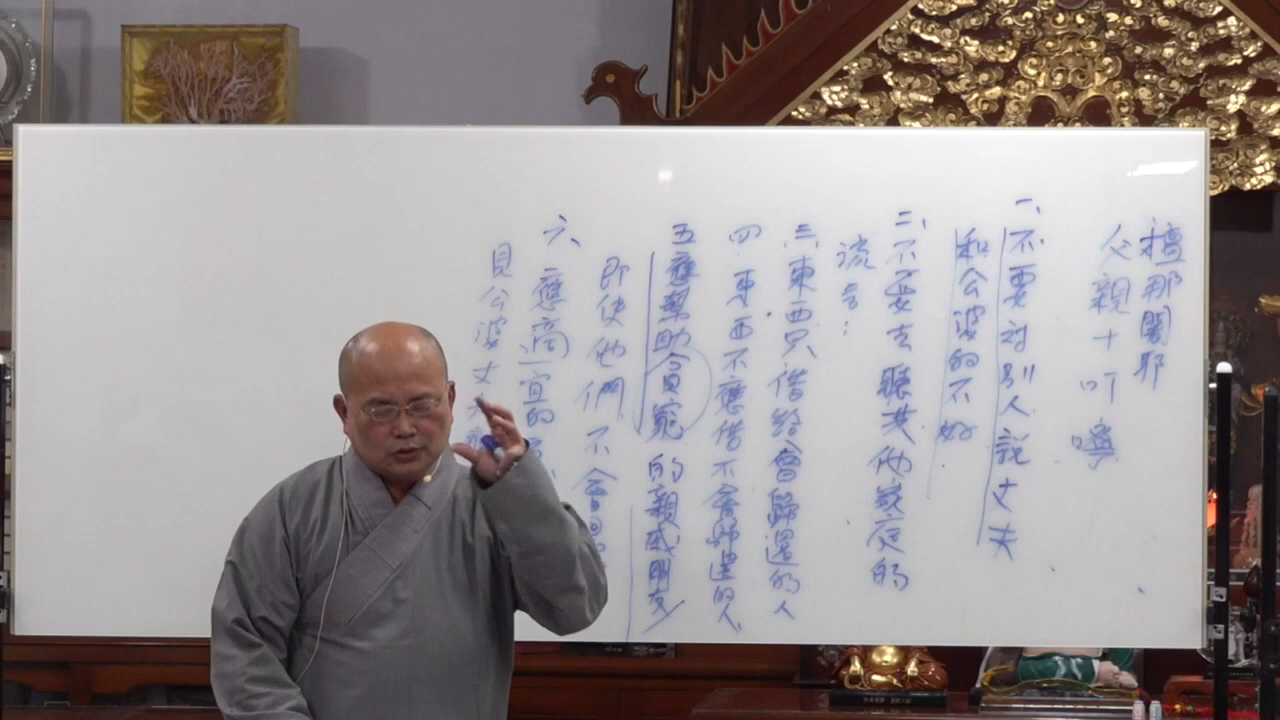 檀那闍耶
父親十叮嚀
一、不要対別人説丈夫
和公婆的不好
二、不要去聽其他家庭的
流言：
三、東西只借給會歸還的人
四、東西不應借不會歸還的人
五、應幫助貧窮的親戚朋友
即使他們不會回
六、應適宜的
見公婆丈夫